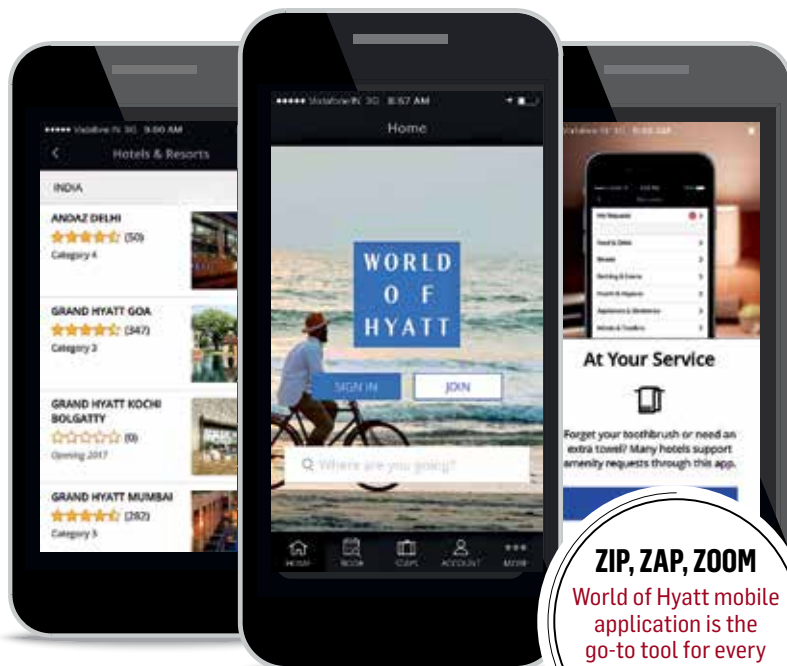 Vodafone IN 3G 9:00 AM
Hotels & Resorts
INDIA
ANDAZ DELHI
(50)
Category 4
GRAND HYATT GOA
(347)
Category 3
GRAND HYATT KOCHI
BOLGATTY
(0)
Opening 2017
GRAND HYATT MUMBAI
(282)
Category 3
Vodafone IN 3G 8:57 AM
Home
WORLD
OF
HYATT
SIGN IN
JOIN
Where are you going?
HOME
BOOK
STAYS
ACCOUNT
MORE
My Requests
At Your Service
Forget your toothbrush or need an
extra towel? Many hotels support
amenity requests through this app.
ZIP, ZAP, ZOOM
World of Hyatt mobile
application is the
go-to tool for every